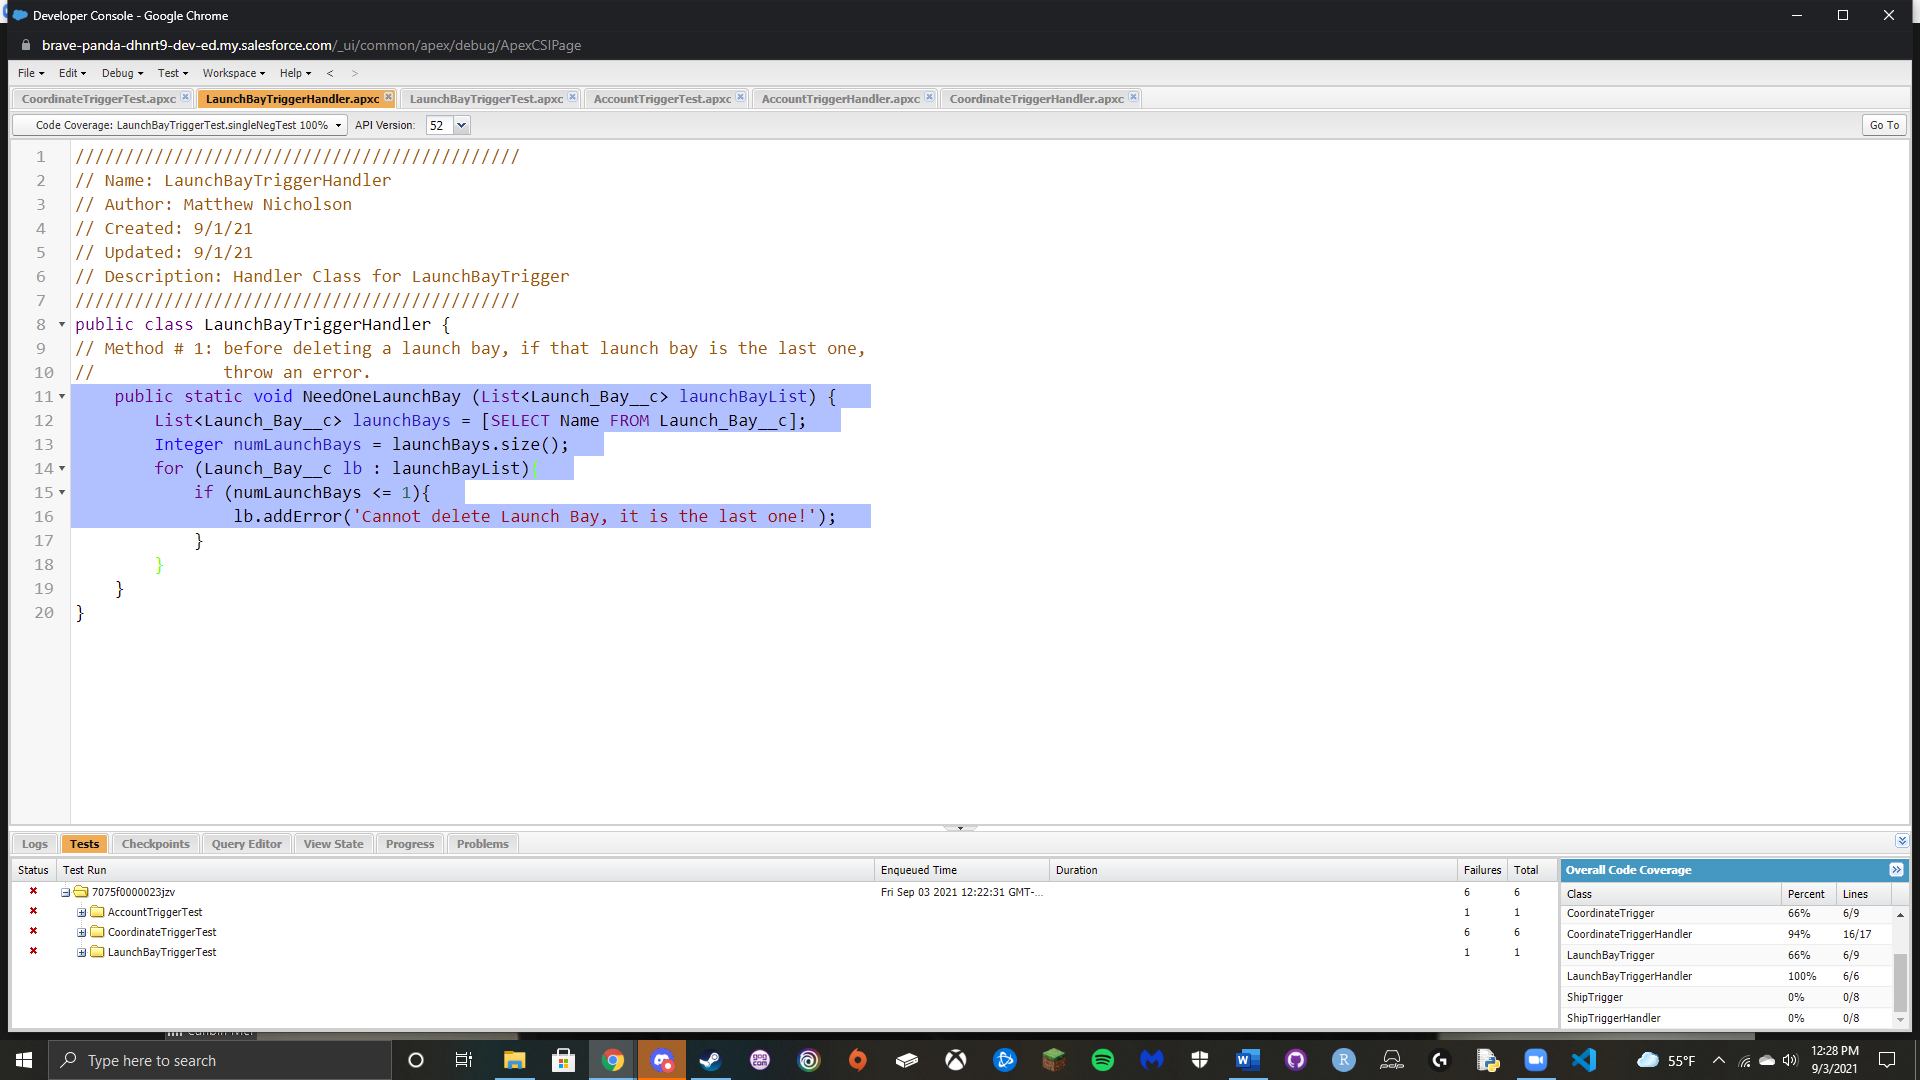 Developer Console - Google Chrome
brave-panda-dhnrt9-dev-ed.my.salesforce.com/_ui/common/apex/debug/ApexCSIPage
File Edit Debug Test Workspace Help < >
CoordinateTriggerTest.apxc LaunchBayTriggerHandler.apxc LaunchBayTriggerTest.apxc AccountTriggerTest.apxc AccountTriggerHandler.apxc CoordinateTriggerHandler.apxc
Code Coverage: LaunchBayTriggerTest.singleNegTest 100% API Version: 52 Go To
1 /////////////////////////////////////////////
2 // Name: LaunchBayTriggerHandler
3 // Author: Matthew Nicholson
4 // Created: 9/1/21
5 // Updated: 9/1/21
6 // Description: Handler Class for LaunchBayTrigger
7 /////////////////////////////////////////////
8 public class LaunchBayTriggerHandler {
9 // Method # 1: before deleting a launch bay, if that launch bay is the last one,
10 // throw an error.
11 public static void NeedOneLaunchBay (List<Launch_Bay__c> launchBayList) {
12 List<Launch_Bay__c> launchBays = [SELECT Name FROM Launch_Bay__c];
13 Integer numLaunchBays = launchBays.size();
14 for (Launch_Bay__c lb : launchBayList){
15 if (numLaunchBays <= 1){
16 lb.addError('Cannot delete Launch Bay, it is the last one!');
17 }
18 }
19 }
20 }
Logs Tests Checkpoints Query Editor View State Progress Problems
Status Test Run Enqueued Time Duration Failures Total
7075f0000023jzv Fri Sep 03 2021 12:22:31 GMT-... 6 6
AccountTriggerTest 1 1
CoordinateTriggerTest 6 6
LaunchBayTriggerTest 1 1
Overall Code Coverage
Class Percent Lines
CoordinateTrigger 66% 6/9
CoordinateTriggerHandler 94% 16/17
LaunchBayTrigger 66% 6/9
LaunchBayTriggerHandler 100% 6/6
ShipTrigger 0% 0/8
ShipTriggerHandler 0% 0/8
Type here to search
55°F
12:28 PM
9/3/2021